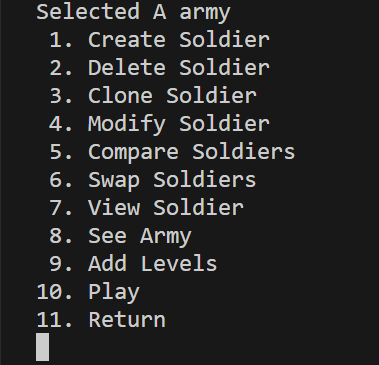 Selected A army
1. Create Soldier
2. Delete Soldier
3. Clone Soldier
4. Modify Soldier
5. Compare Soldiers
6. Swap Soldiers
7. View Soldier
8. See Army
9. Add Levels
10. Play
11. Return